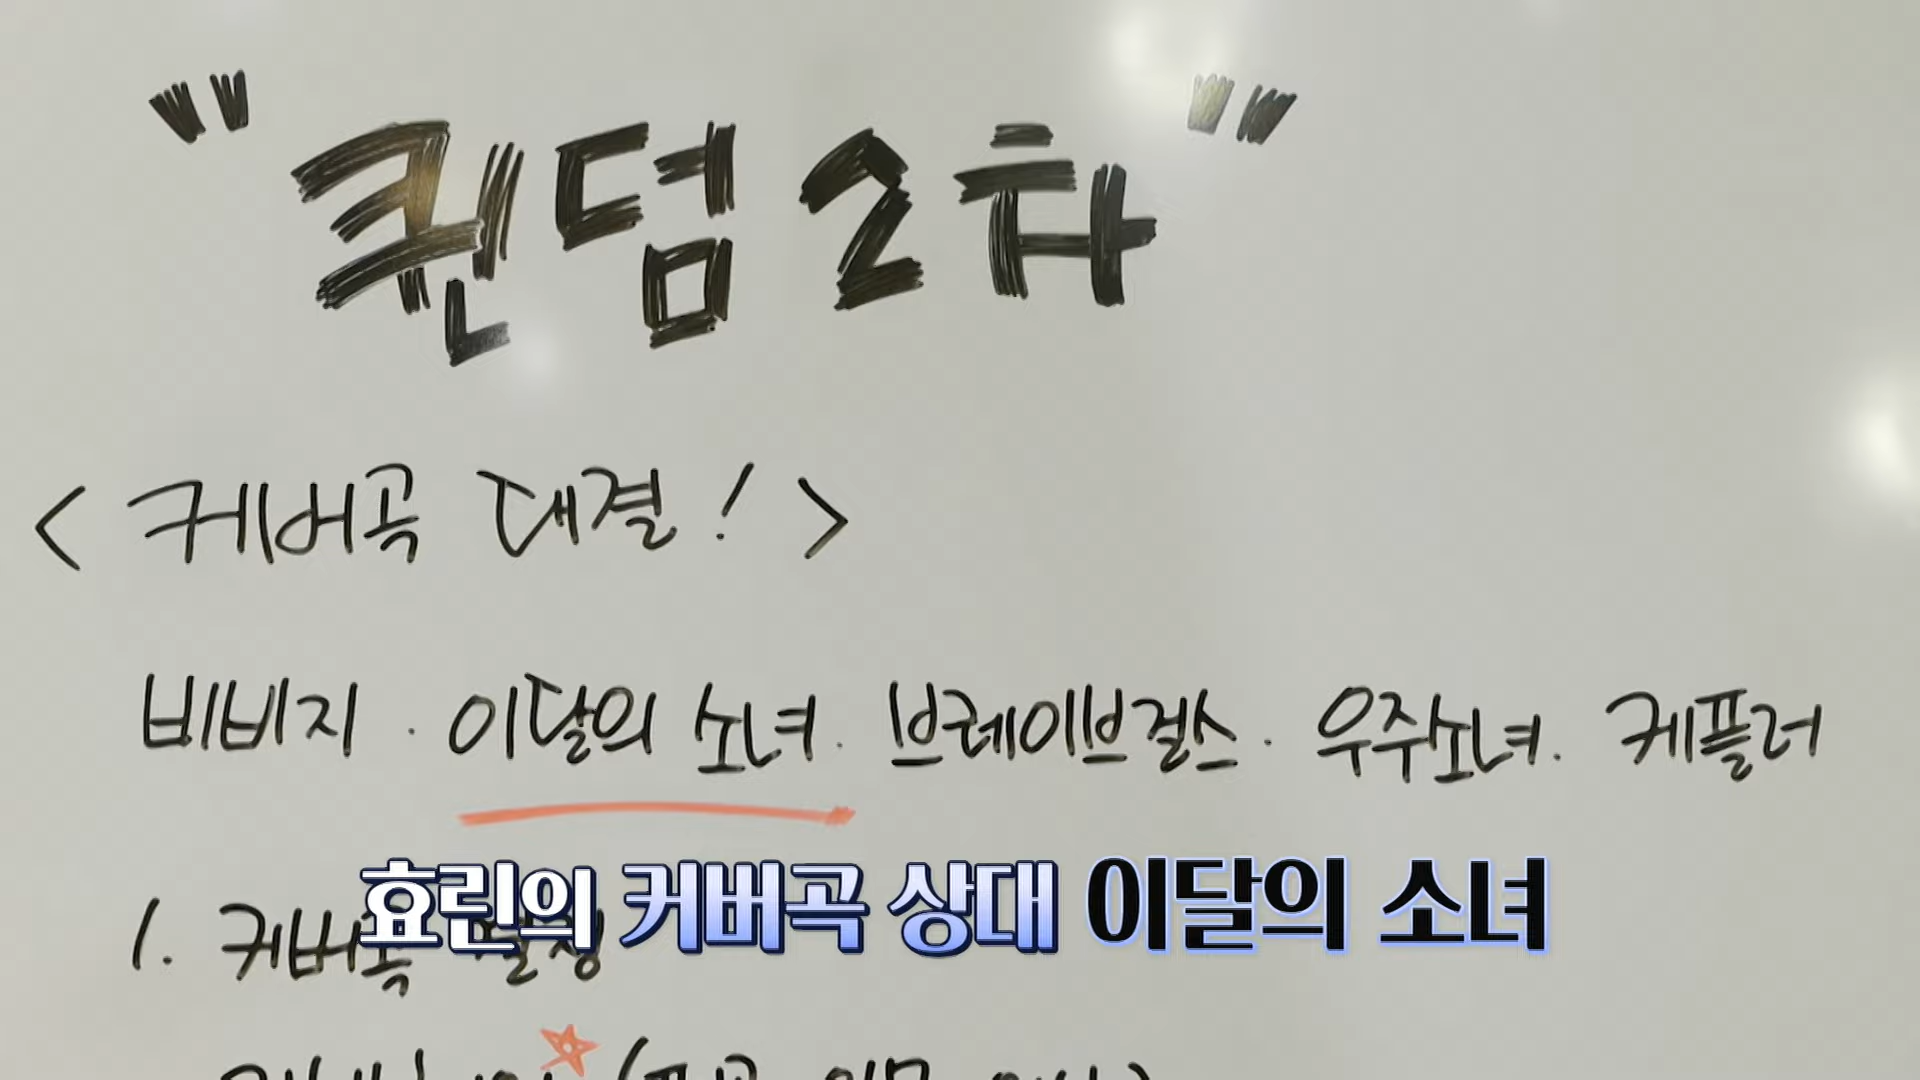 "퀸덤 2차"
< 커버곡 대결! >
비비지 · 이달의 소녀 · 브레이브걸스 · 우주소녀 · 케플러
효린의 커버곡 상대 이달의 소녀
1. 커버곡